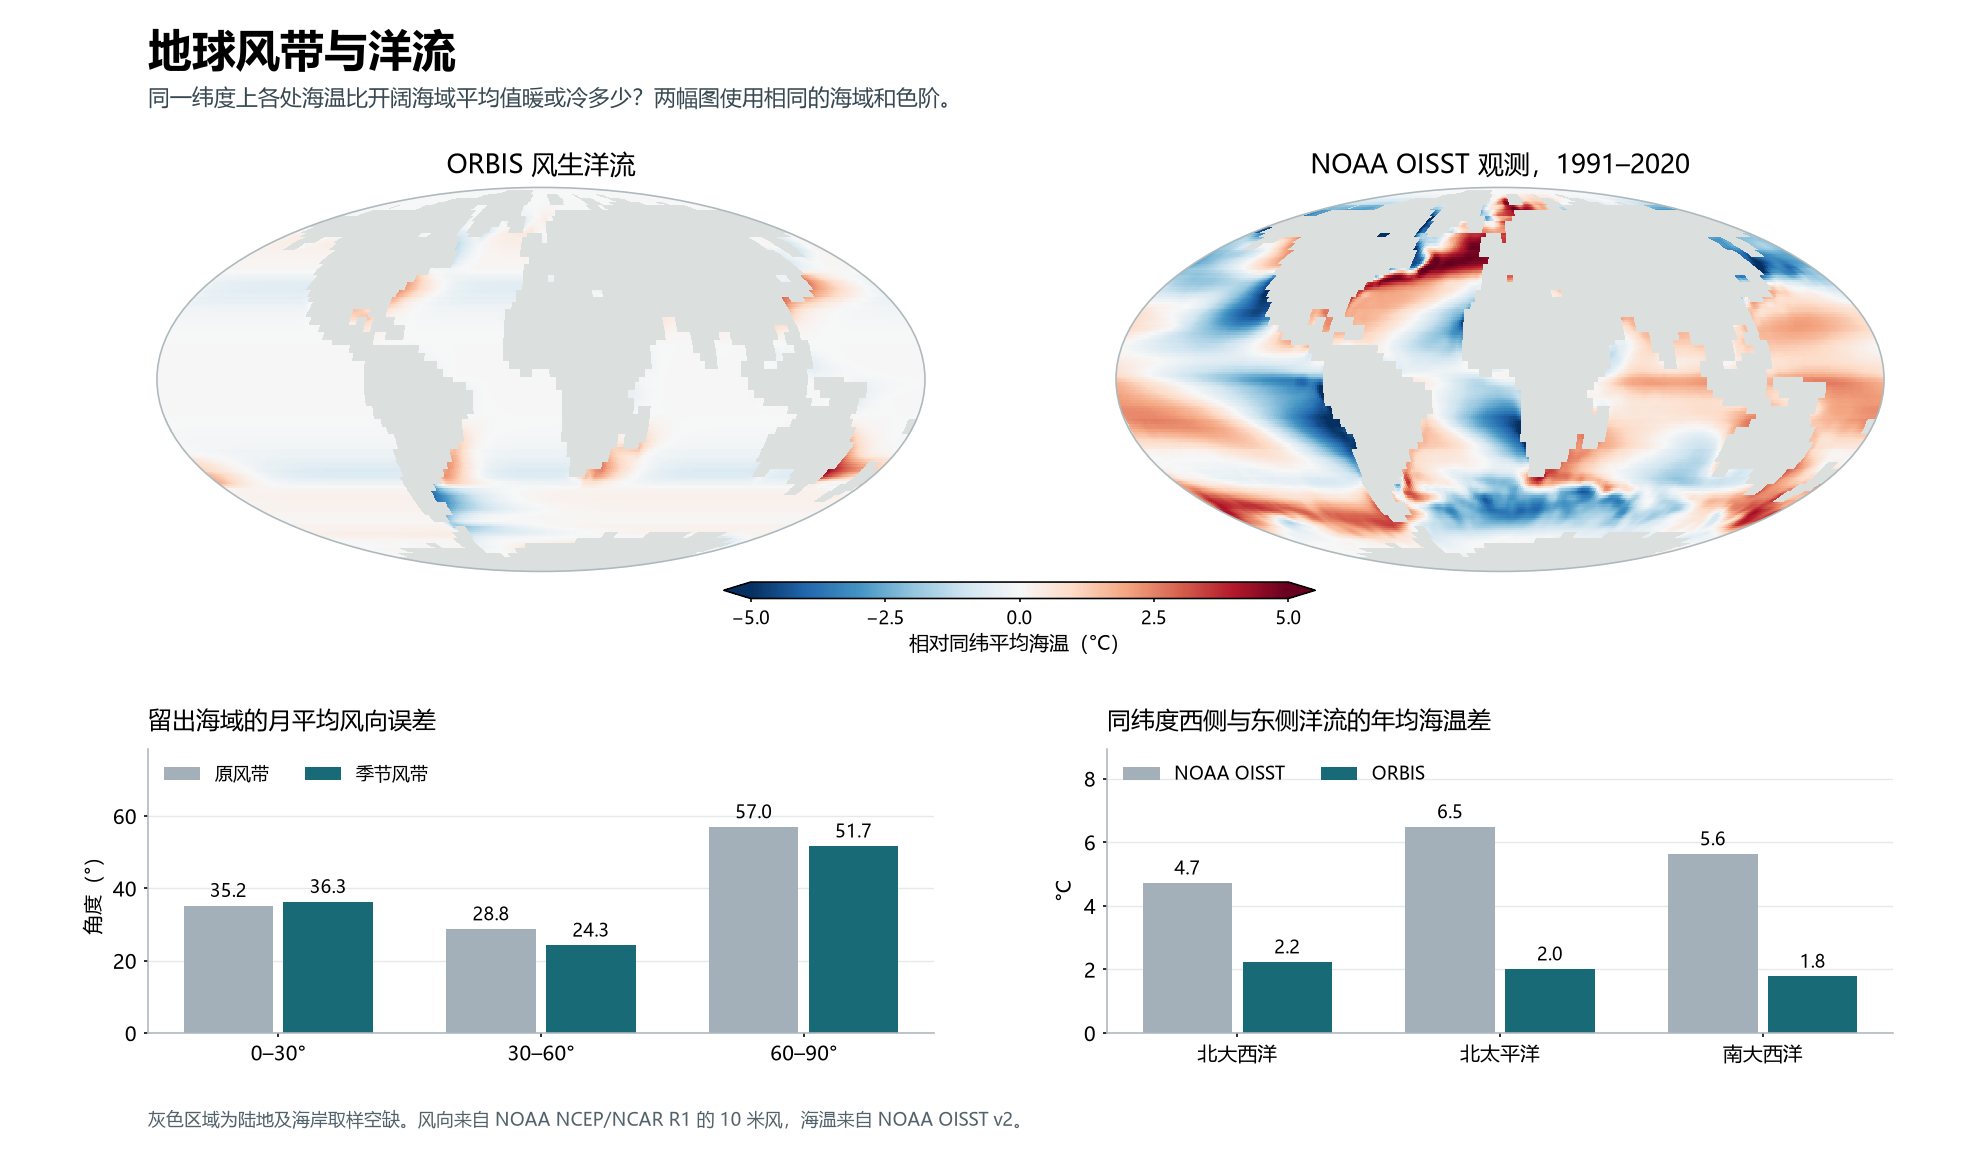 地球风带与洋流
同一纬度上各处海温比开阔海域平均值暖或冷多少？两幅图使用相同的海域和色阶。
ORBIS 风生洋流
NOAA OISST 观测，1991–2020
−5.0
−2.5
0.0
2.5
5.0
相对同纬平均海温（°C）
留出海域的月平均风向误差
原风带
季节风带
角度（°）
60
40
20
0
35.2
36.3
28.8
24.3
57.0
51.7
0–30°
30–60°
60–90°
同纬度西侧与东侧洋流的年均海温差
NOAA OISST
ORBIS
°C
8
6
4
2
0
4.7
2.2
6.5
2.0
5.6
1.8
北大西洋
北太平洋
南大西洋
灰色区域为陆地及海岸取样空缺。风向来自 NOAA NCEP/NCAR R1 的 10 米风，海温来自 NOAA OISST v2。